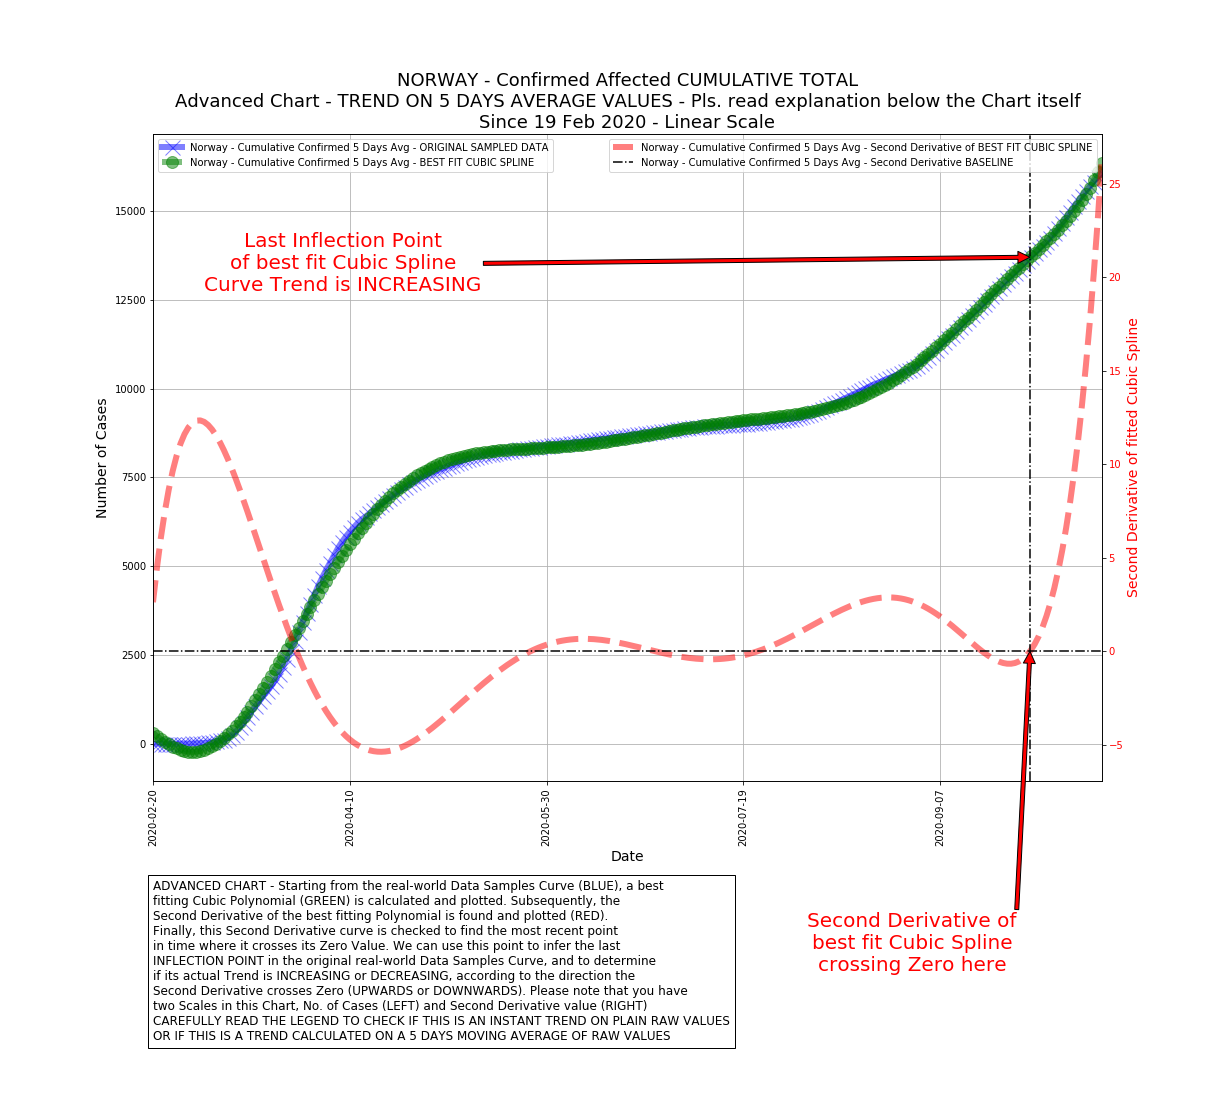 NORWAY - Confirmed Affected CUMULATIVE TOTAL
Advanced Chart - TREND ON 5 DAYS AVERAGE VALUES - Pls. read explanation below the Chart itself
Since 19 Feb 2020 - Linear Scale
Norway - Cumulative Confirmed 5 Days Avg - ORIGINAL SAMPLED DATA
Norway - Cumulative Confirmed 5 Days Avg - BEST FIT CUBIC SPLINE
Norway - Cumulative Confirmed 5 Days Avg - Second Derivative of BEST FIT CUBIC SPLINE
Norway - Cumulative Confirmed 5 Days Avg - Second Derivative BASELINE
Last Inflection Point
of best fit Cubic Spline
Curve Trend is INCREASING
Number of Cases
15000
12500
10000
7500
5000
2500
0
25
20
15
10
5
0
−5
Second Derivative of fitted Cubic Spline
2020-02-20
2020-04-10
2020-05-30
2020-07-19
2020-09-07
Date
ADVANCED CHART - Starting from the real-world Data Samples Curve (BLUE), a best
fitting Cubic Polynomial (GREEN) is calculated and plotted. Subsequently, the
Second Derivative of the best fitting Polynomial is found and plotted (RED).
Finally, this Second Derivative curve is checked to find the most recent point
in time where it crosses its Zero Value. We can use this point to infer the last
INFLECTION POINT in the original real-world Data Samples Curve, and to determine
if its actual Trend is INCREASING or DECREASING, according to the direction the
Second Derivative crosses Zero (UPWARDS or DOWNWARDS). Please note that you have
two Scales in this Chart, No. of Cases (LEFT) and Second Derivative value (RIGHT)
CAREFULLY READ THE LEGEND TO CHECK IF THIS IS AN INSTANT TREND ON PLAIN RAW VALUES
OR IF THIS IS A TREND CALCULATED ON A 5 DAYS MOVING AVERAGE OF RAW VALUES
Second Derivative of
best fit Cubic Spline
crossing Zero here